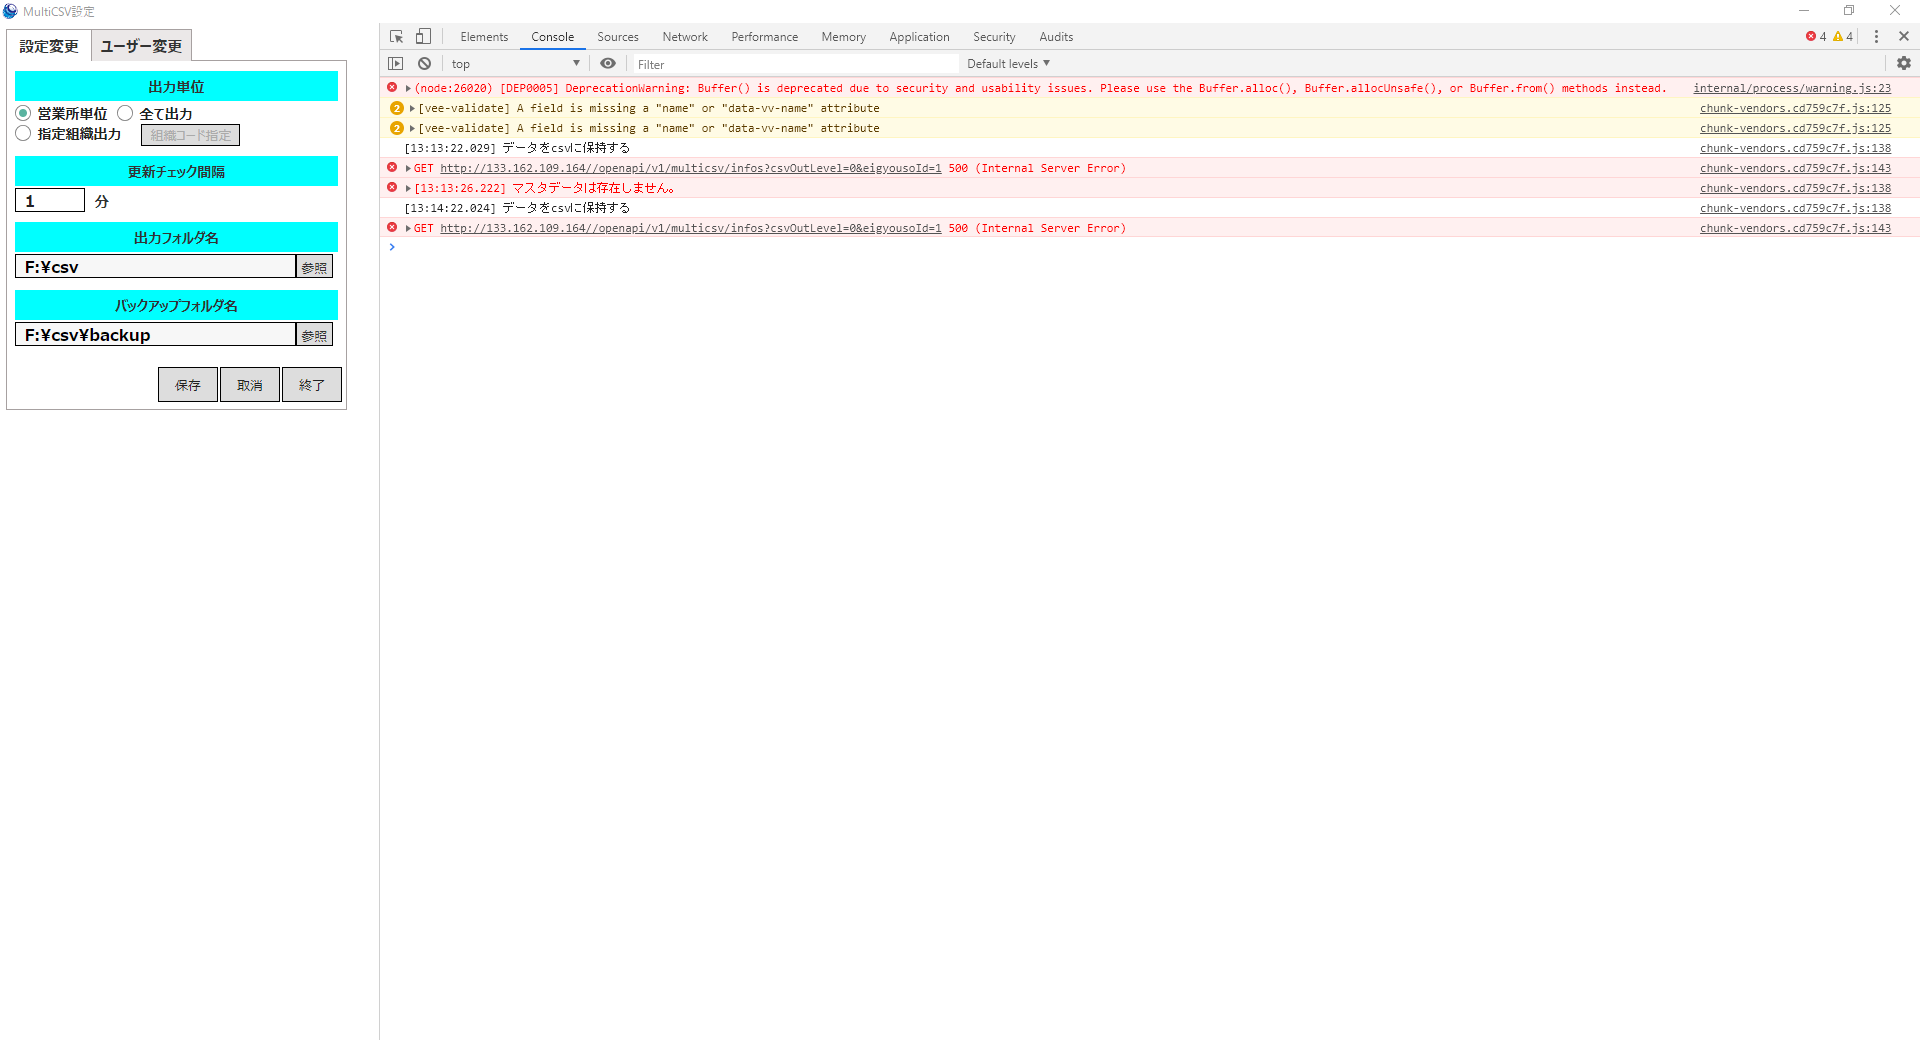 MultiCSV設定
設定変更 ユーザー変更
出力単位
営業所単位 全て出力
指定組織出力 組織コード指定
更新チェック間隔
1 分
出力フォルダ名
F:¥csv 参照
バックアップフォルダ名
F:¥csv¥backup 参照
保存 取消 終了
Elements Console Sources Network Performance Memory Application Security Audits 4 4
top Filter Default levels
(node:26020) [DEP0005] DeprecationWarning: Buffer() is deprecated due to security and usability issues. Please use the Buffer.alloc(), Buffer.allocUnsafe(), or Buffer.from() methods instead. internal/process/warning.js:23
2 [vee-validate] A field is missing a "name" or "data-vv-name" attribute chunk-vendors.cd759c7f.js:125
2 [vee-validate] A field is missing a "name" or "data-vv-name" attribute chunk-vendors.cd759c7f.js:125
[13:13:22.029] データをcsvに保持する chunk-vendors.cd759c7f.js:138
GET http://133.162.109.164//openapi/v1/multicsv/infos?csvOutLevel=0&eigyousoId=1 500 (Internal Server Error) chunk-vendors.cd759c7f.js:143
[13:13:26.222] マスタデータは存在しません。 chunk-vendors.cd759c7f.js:138
[13:14:22.024] データをcsvに保持する chunk-vendors.cd759c7f.js:138
GET http://133.162.109.164//openapi/v1/multicsv/infos?csvOutLevel=0&eigyousoId=1 500 (Internal Server Error) chunk-vendors.cd759c7f.js:143